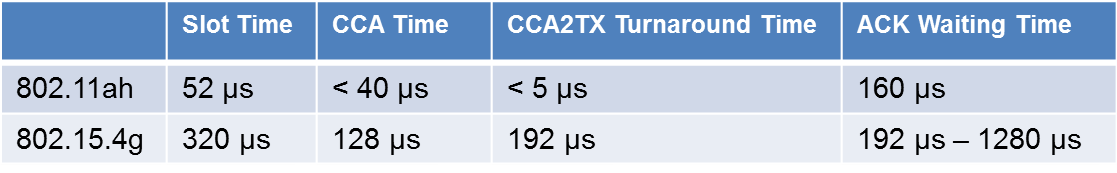 Slot Time CCA Time CCA2TX Turnaround Time ACK Waiting Time
802.11ah 52 µs < 40 µs < 5 µs 160 µs
802.15.4g 320 µs 128 µs 192 µs 192 µs – 1280 µs